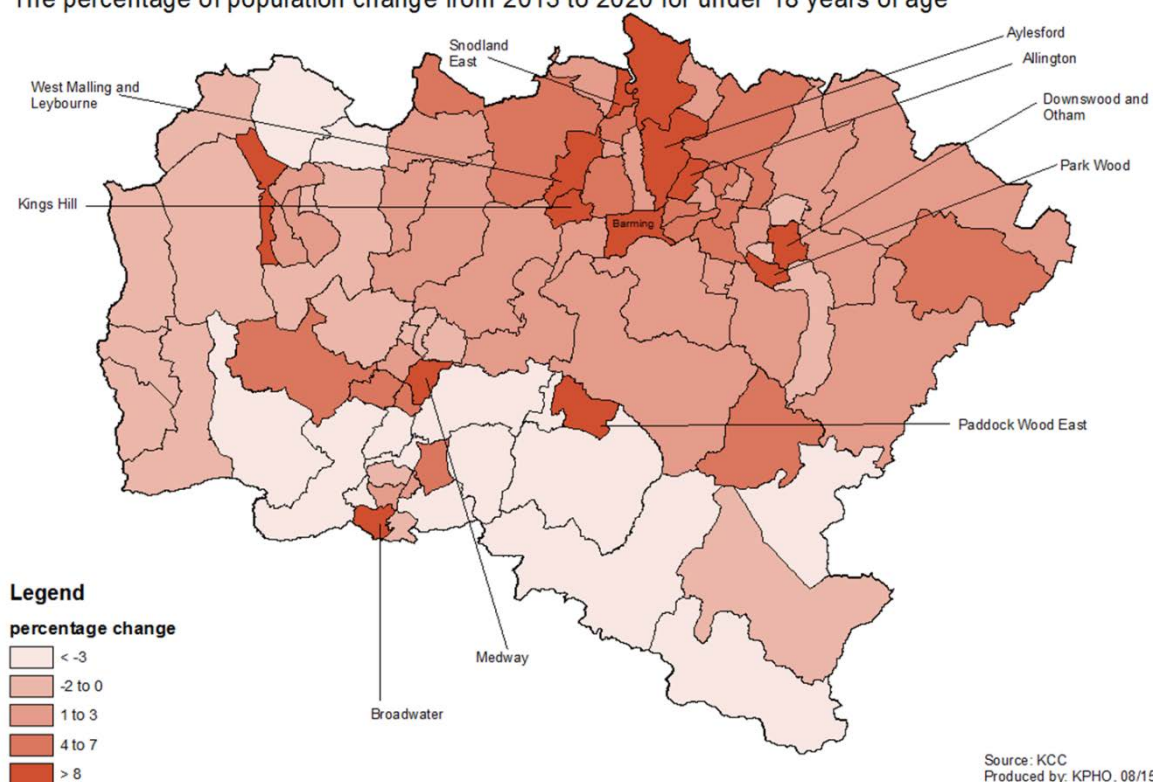 The percentage of population change from 2015 to 2020 for under 18 years of age
Snodland
East
Aylesford
Allington
West Malling and
Leybourne
Downswood and
Otham
Park Wood
Kings Hill
Barming
Paddock Wood East
Medway
Broadwater
Legend
percentage change
< -3
-2 to 0
1 to 3
4 to 7
> 8
Source: KCC
Produced by: KPHO, 08/15